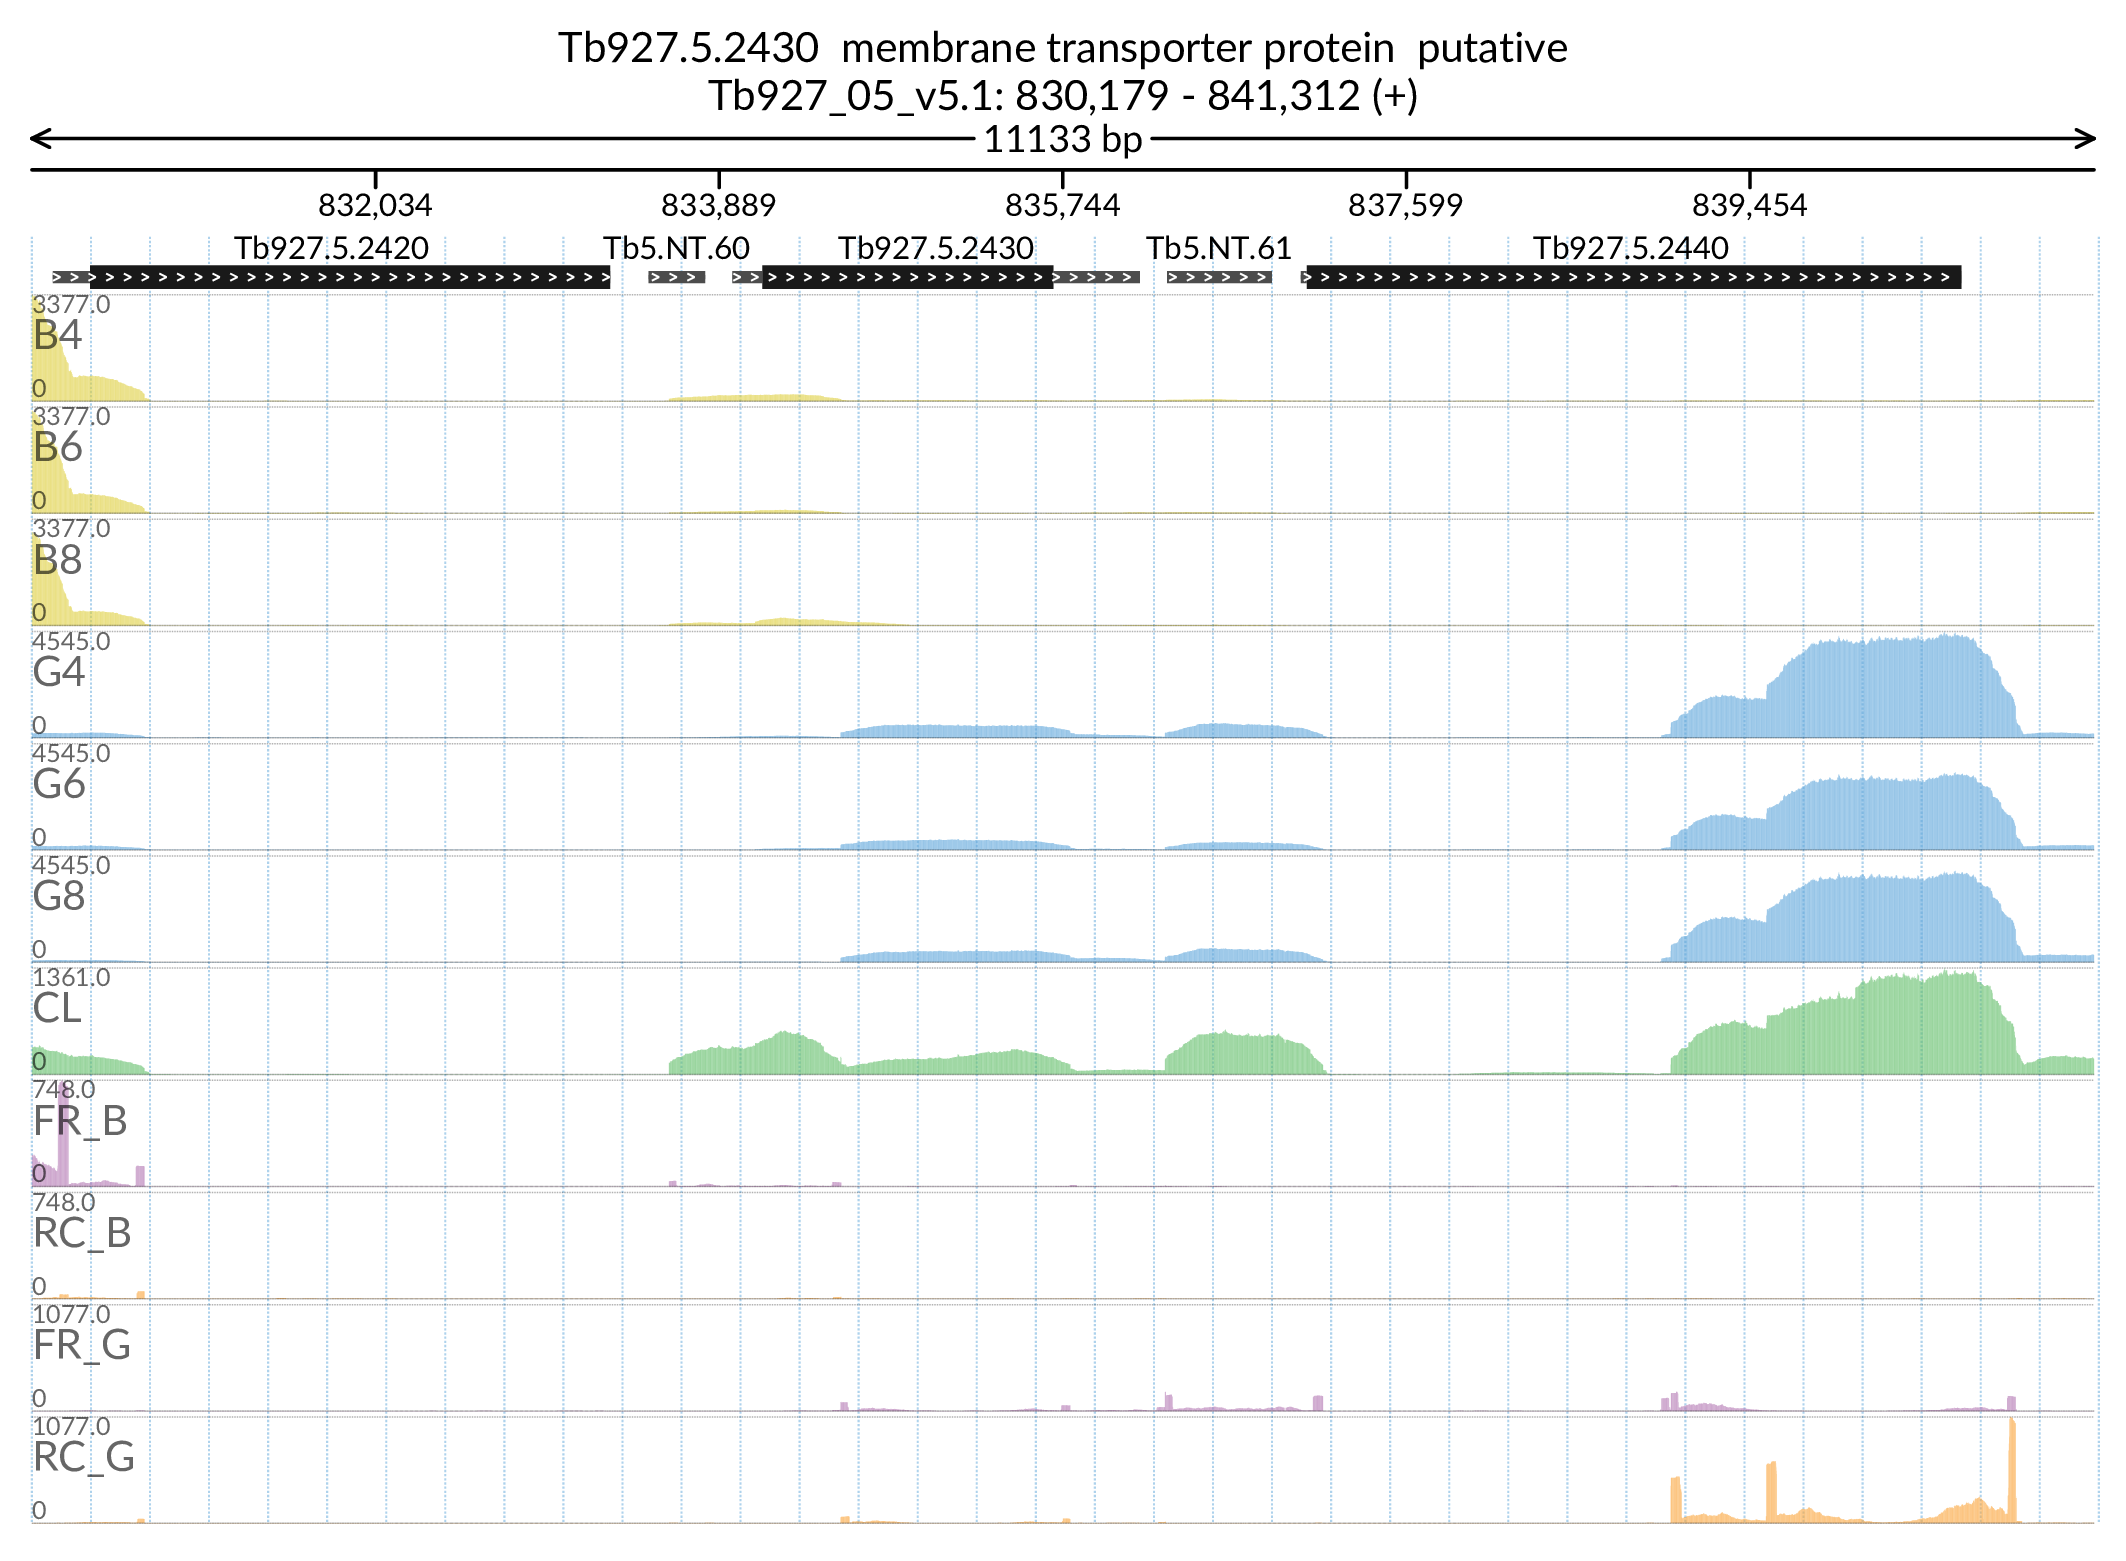 Tb927.5.2430  membrane transporter protein  putative
Tb927_05_v5.1: 830,179 - 841,312 (+)
11133 bp
832,034 833,889 835,744 837,599 839,454
Tb927.5.2420 Tb5.NT.60 Tb927.5.2430 Tb5.NT.61 Tb927.5.2440
3377.0
B4
0
3377.0
B6
0
3377.0
B8
0
4545.0
G4
0
4545.0
G6
0
4545.0
G8
0
1361.0
CL
0
748.0
FR_B
0
748.0
RC_B
0
1077.0
FR_G
0
1077.0
RC_G
0